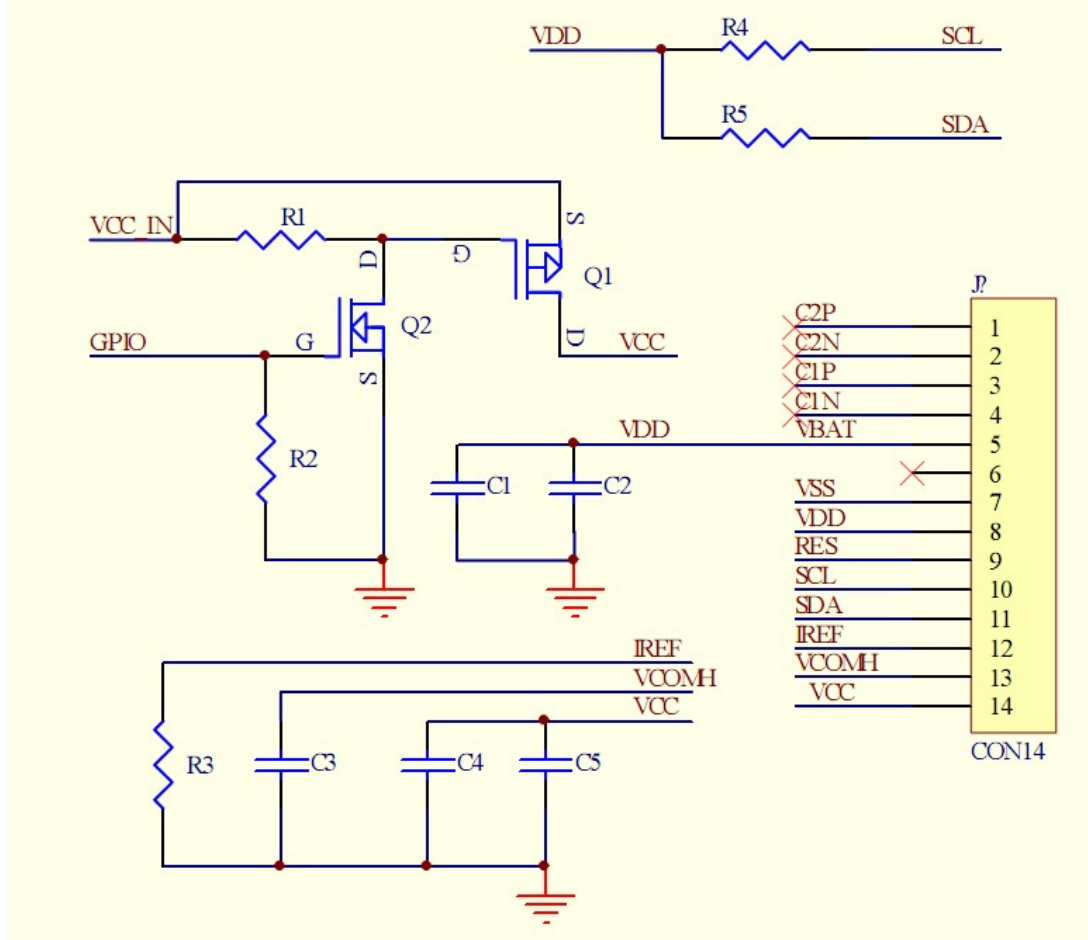 VDD R4 SCL
R5 SDA
VCC_IN R1 D G S Q1 D VCC
GPIO G Q2 S
R2
VDD
C1 C2
J?
C2P 1
C2N 2
C1P 3
C1N 4
VBAT 5
6
VSS 7
VDD 8
RES 9
SCL 10
SDA 11
IREF 12
VCOMH 13
VCC 14
CON14
IREF
VCOMH
VCC
R3 C3 C4 C5